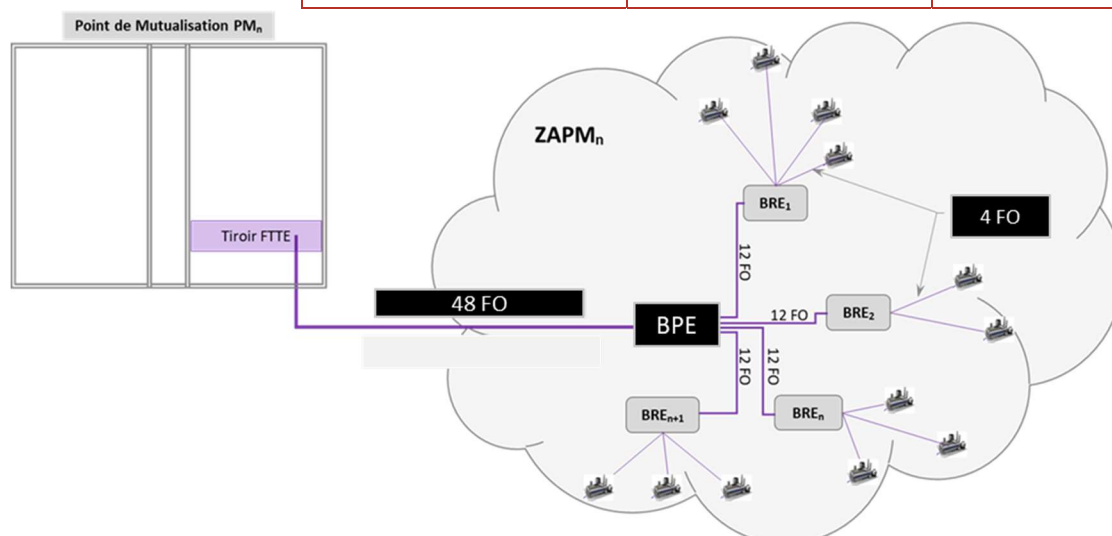 Point de Mutualisation PMn
ZAPMn
BRE1
4 FO
Tiroir FTTE
12 FO
48 FO
BPE
12 FO
BRE2
12 FO
12 FO
BREn+1
BREn